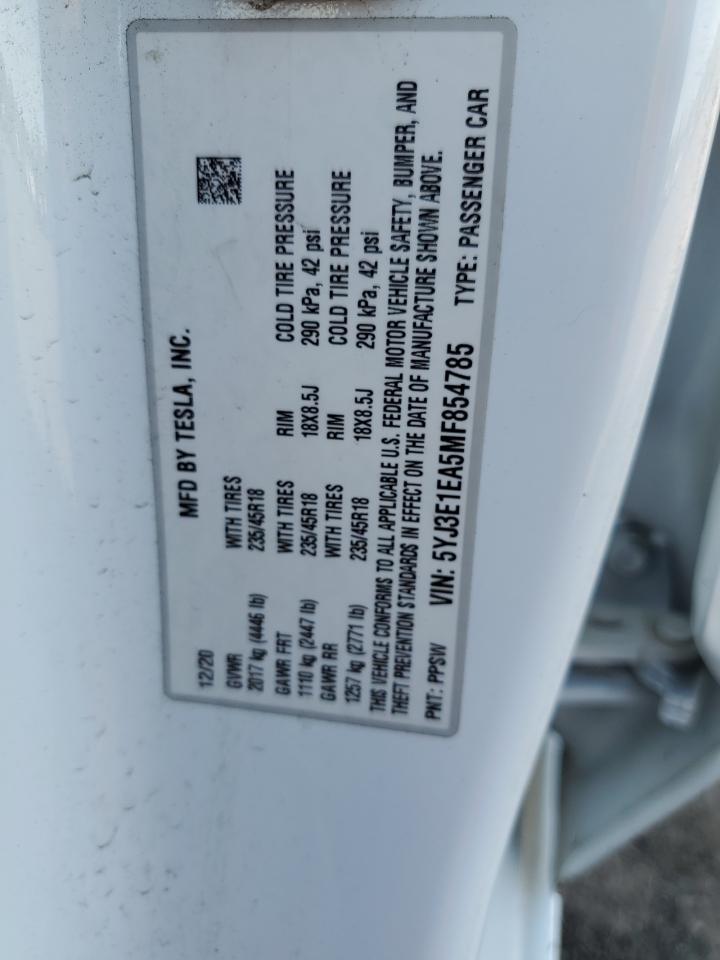 MFD BY TESLA, INC.
12/20
GVWR WITH TIRES
2017 kg (4446 lb) 235/45R18
GAWR FRT WITH TIRES RIM COLD TIRE PRESSURE
1110 kg (2447 lb) 235/45R18 18X8.5J 290 kPa, 42 psi
GAWR RR WITH TIRES RIM COLD TIRE PRESSURE
1257 kg (2771 lb) 235/45R18 18X8.5J 290 kPa, 42 psi
THIS VEHICLE CONFORMS TO ALL APPLICABLE U.S. FEDERAL MOTOR VEHICLE SAFETY, BUMPER, AND
THEFT PREVENTION STANDARDS IN EFFECT ON THE DATE OF MANUFACTURE SHOWN ABOVE.
PNT: PPSW VIN: 5YJ3E1EA5MF854785 TYPE: PASSENGER CAR